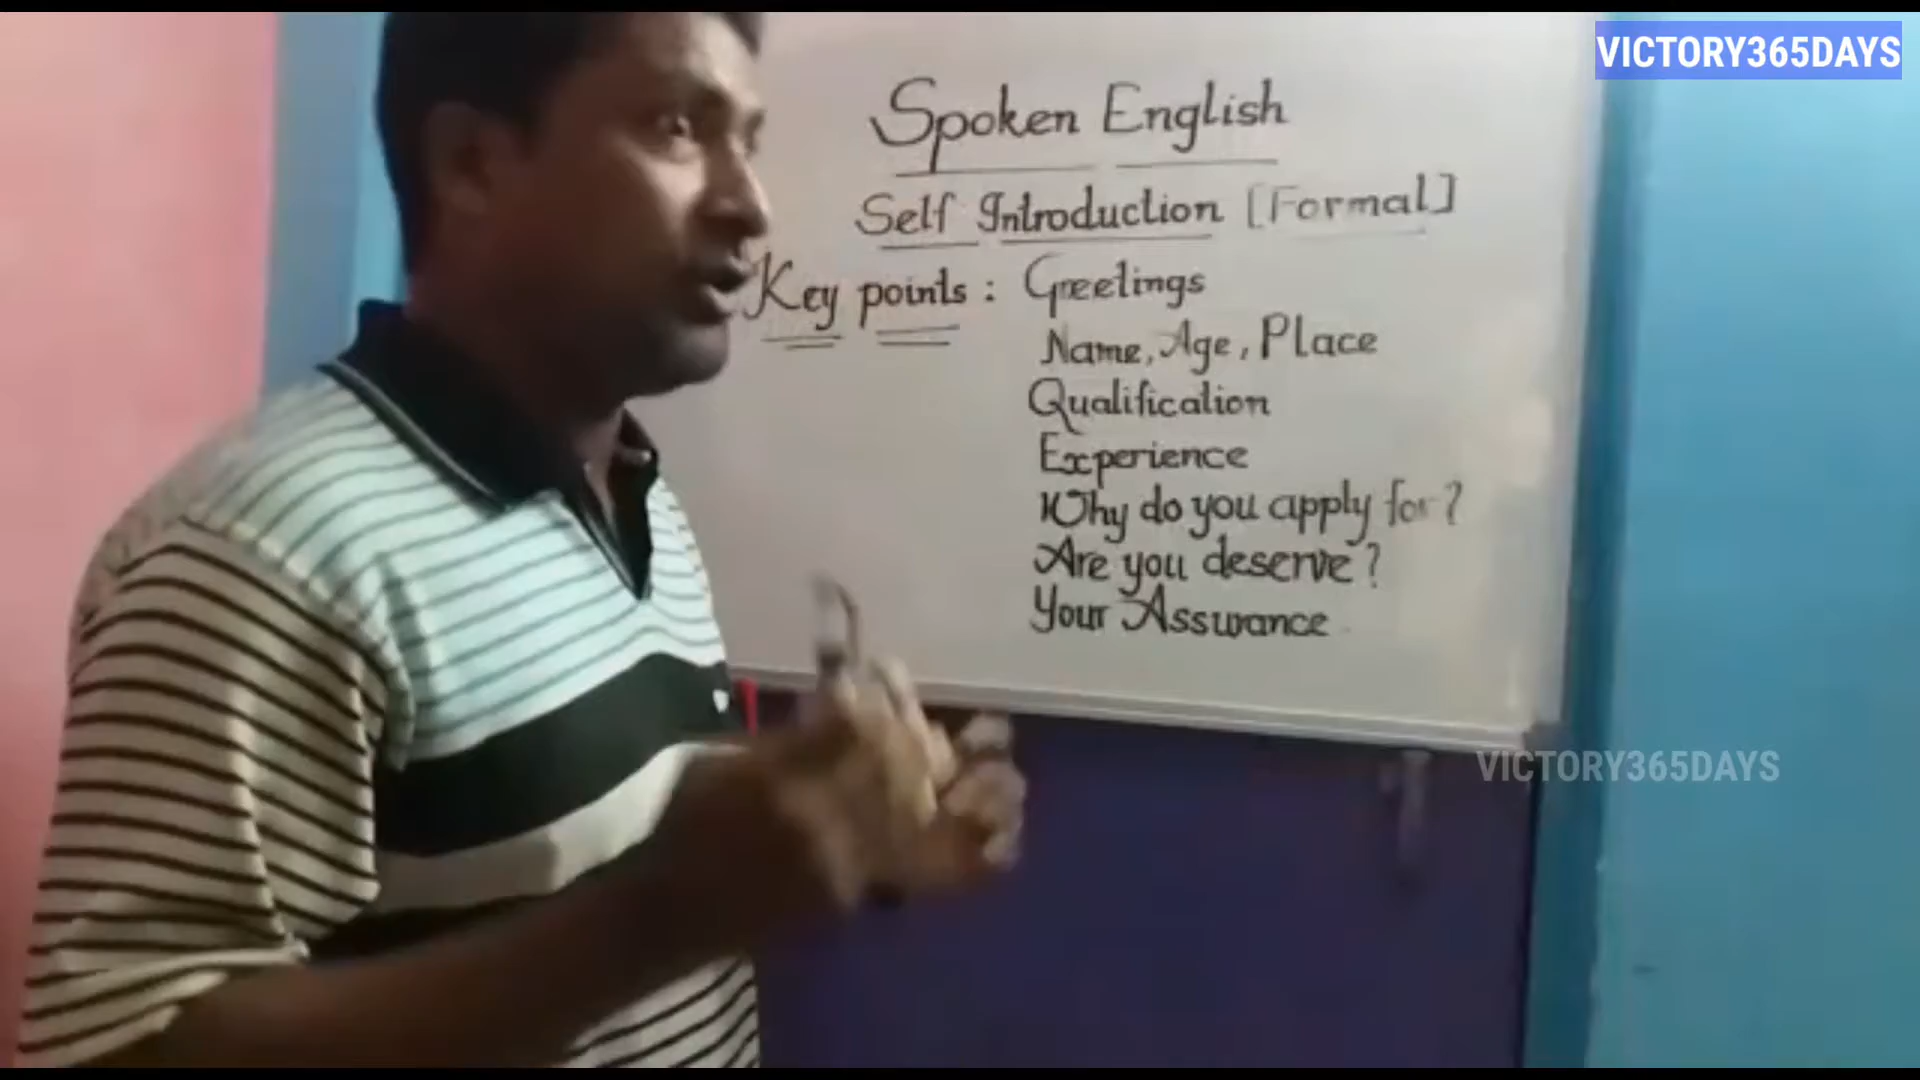 VICTORY365DAYS
Spoken English
Self Introduction [Formal]
Key points : Greetings
Name, Age, Place
Qualification
Experience
Why do you apply for?
Are you deserve?
Your Assurance
VICTORY365DAYS